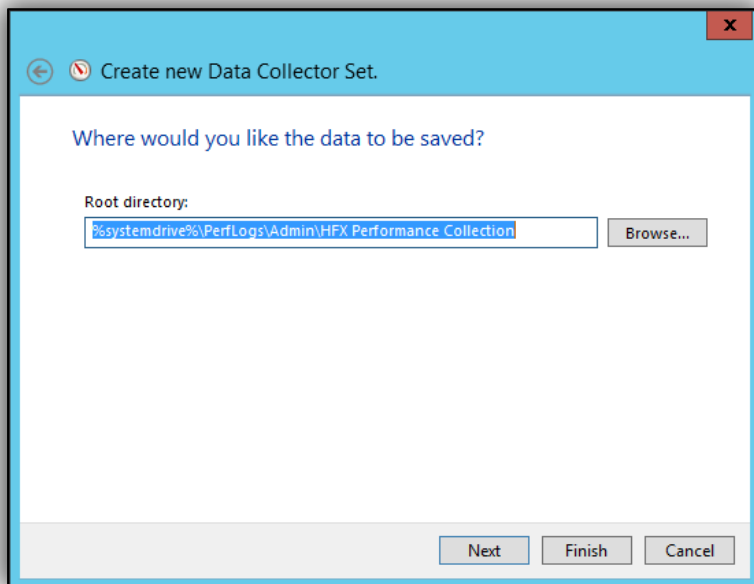 x
Create new Data Collector Set.
Where would you like the data to be saved?
Root directory:
%systemdrive%\PerfLogs\Admin\HFX Performance Collection
Browse...
Next
Finish
Cancel